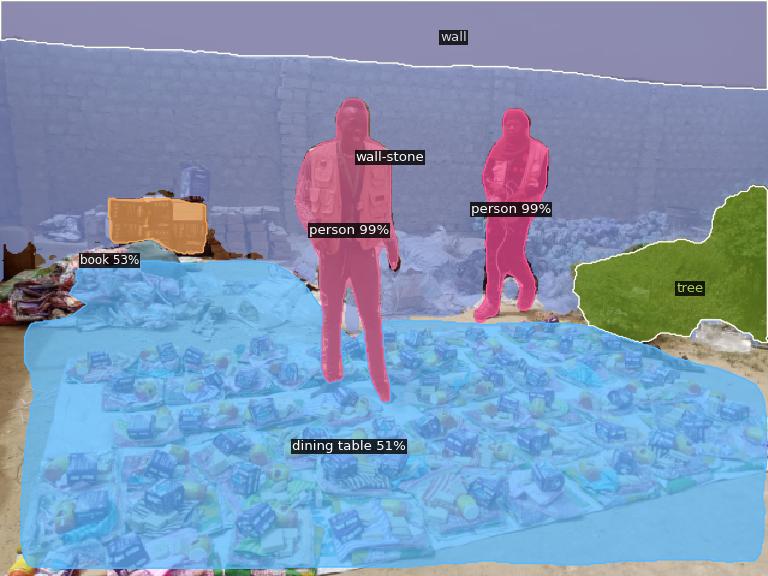 wall
wall-stone
person 99%
person 99%
book 53%
tree
dining table 51%